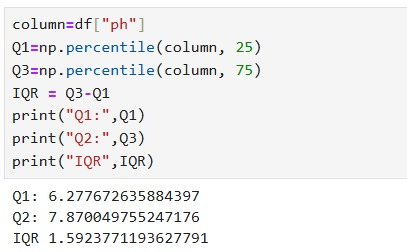 column=df["ph"]
Q1=np.percentile(column, 25)
Q3=np.percentile(column, 75)
IQR = Q3-Q1
print("Q1:",Q1)
print("Q2:",Q3)
print("IQR",IQR)
Q1: 6.277672635884397
Q2: 7.870049755247176
IQR 1.5923771193627791